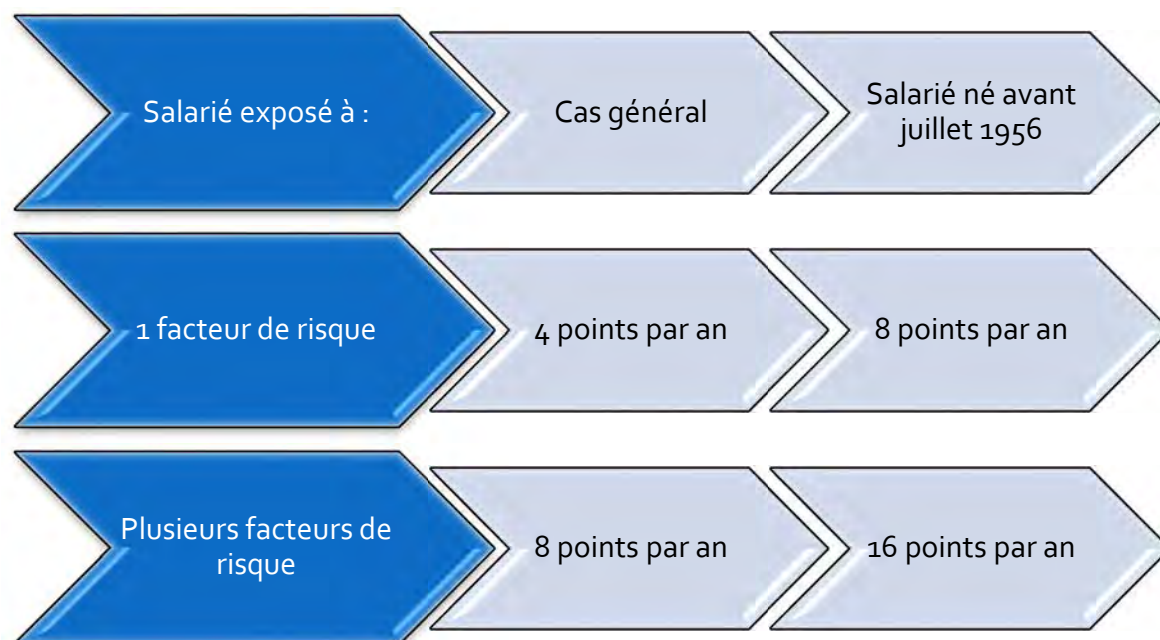 Salarié exposé à :
Cas général
Salarié né avant
juillet 1956
1 facteur de risque
4 points par an
8 points par an
Plusieurs facteurs de
risque
8 points par an
16 points par an